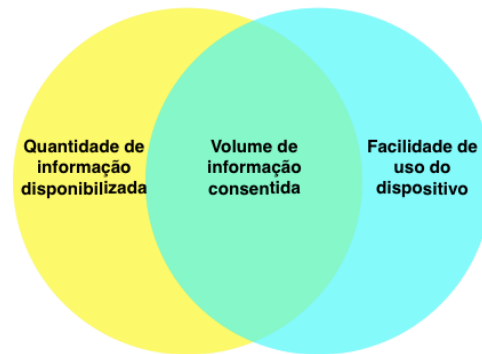 Quantidade de
informação
disponibilizada
Volume de
informação
consentida
Facilidade de
uso do
dispositivo